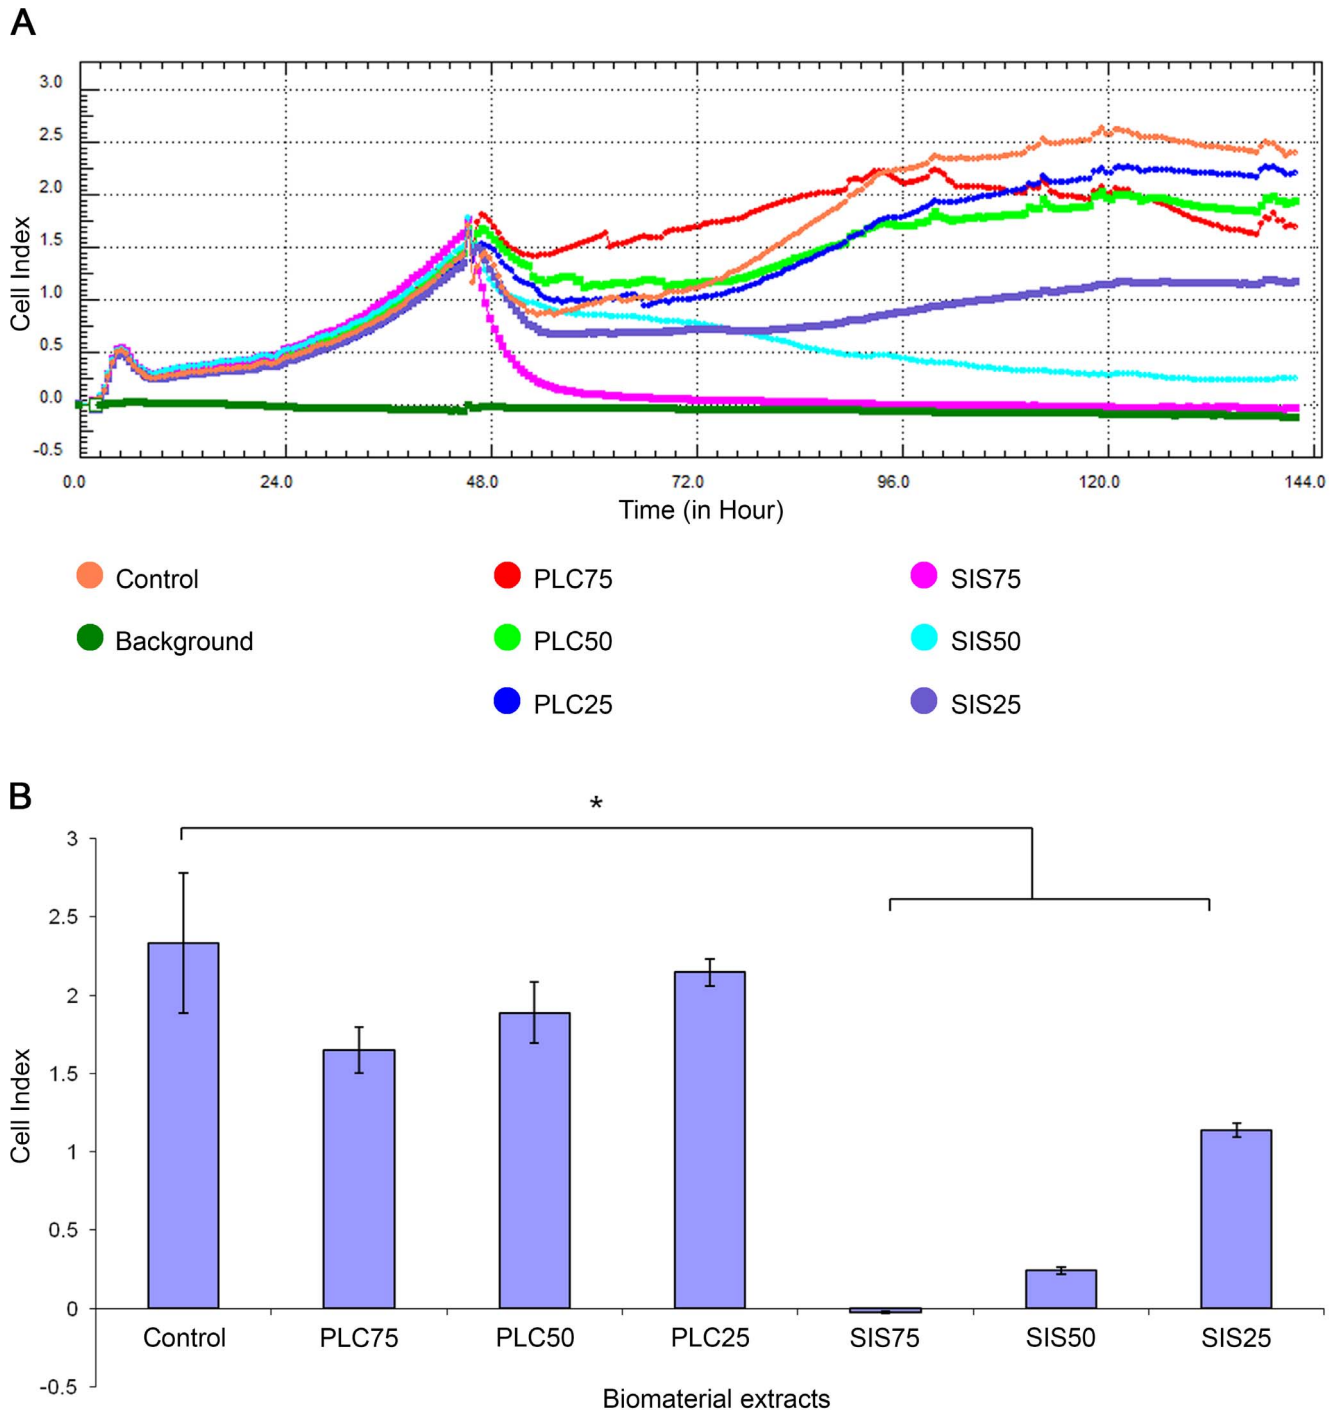 A
3.0
2.5
2.0
1.5
1.0
0.5
0.0
-0.5
Cell Index
0.0 24.0 48.0 72.0 96.0 120.0 144.0
Time (in Hour)
Control PLC75 SIS75
Background PLC50 SIS50
PLC25 SIS25
B
*
3
2.5
2
1.5
1
0.5
0
-0.5
Cell Index
Control PLC75 PLC50 PLC25 SIS75 SIS50 SIS25
Biomaterial extracts